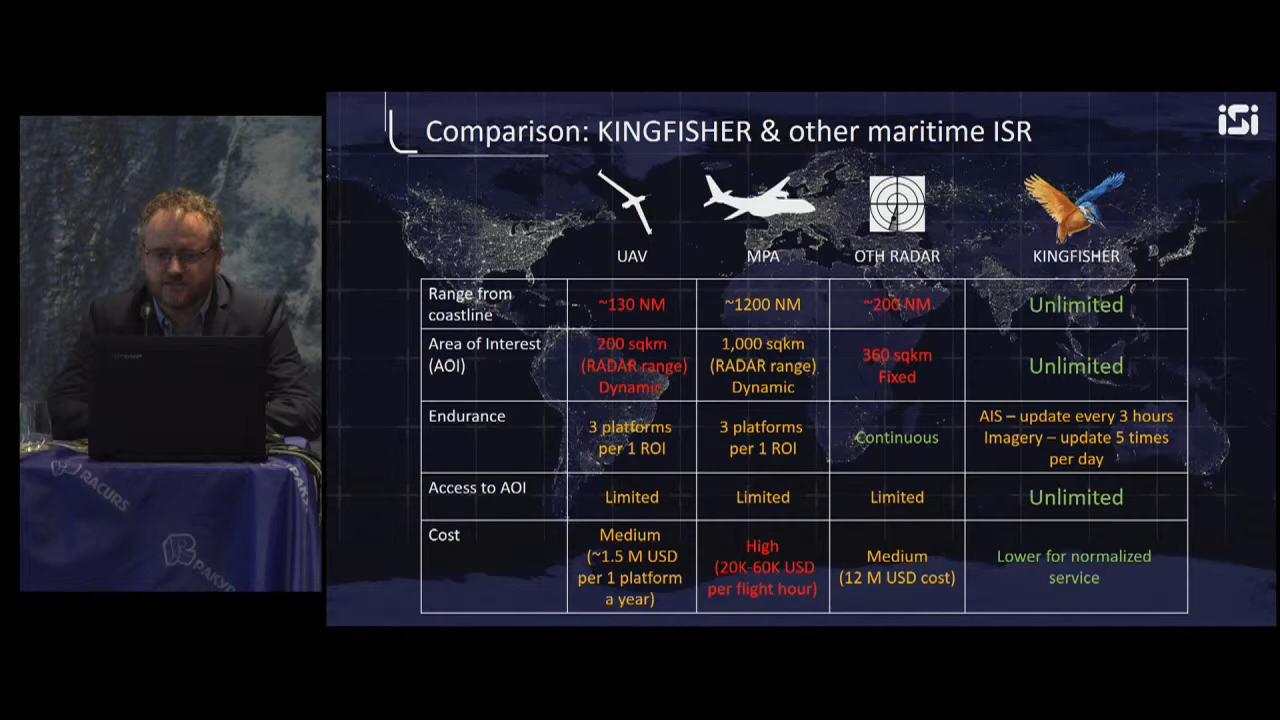 iSi
Comparison: KINGFISHER & other maritime ISR
UAV
MPA
OTH RADAR
KINGFISHER
Range from
coastline
~130 NM
~1200 NM
~200 NM
Unlimited
Area of Interest
(AOI)
200 sqkm
(RADAR range)
Dynamic
1,000 sqkm
(RADAR range)
Dynamic
360 sqkm
Fixed
Unlimited
Endurance
3 platforms
per 1 ROI
3 platforms
per 1 ROI
Continuous
AIS – update every 3 hours
Imagery – update 5 times
per day
Access to AOI
Limited
Limited
Limited
Unlimited
Cost
Medium
(~1.5 M USD
per 1 platform
a year)
High
(20K-60K USD
per flight hour)
Medium
(12 M USD cost)
Lower for normalized
service
RACURS